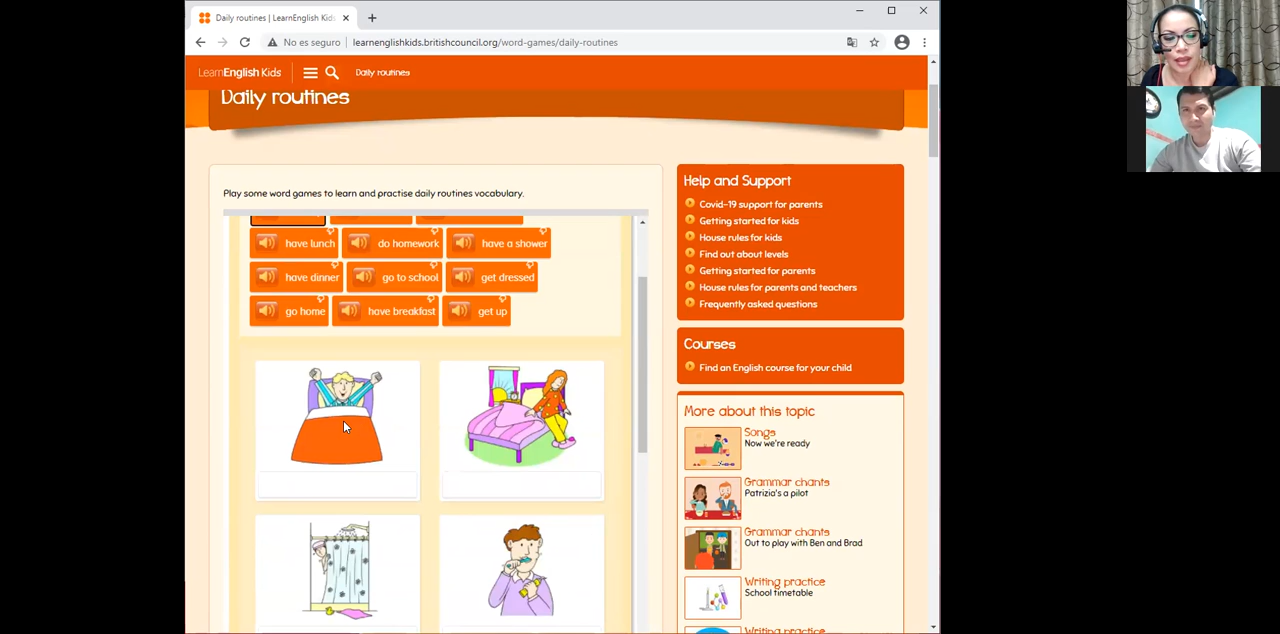 Daily routines | LearnEnglish Kids
No es seguro
learnenglishkids.britishcouncil.org/word-games/daily-routines
LearnEnglish Kids
Daily routines
Daily routines
Play some word games to learn and practise daily routines vocabulary.
have lunch
do homework
have a shower
have dinner
go to school
get dressed
go home
have breakfast
get up
Help and Support
Covid-19 support for parents
Getting started for kids
House rules for kids
Find out about levels
Getting started for parents
House rules for parents and teachers
Frequently asked questions
Courses
Find an English course for your child
More about this topic
Songs
Now we're ready
Grammar chants
Patrizia's a pilot
Grammar chants
Out to play with Ben and Brad
Writing practice
School timetable
Writing practice